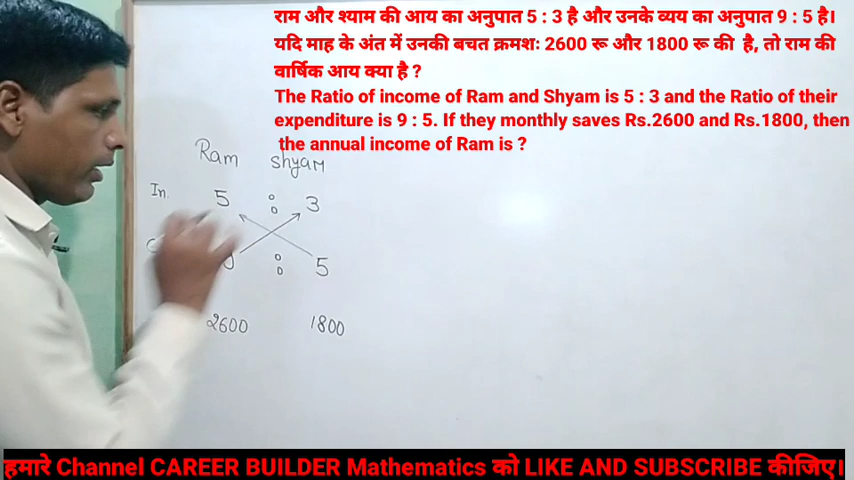 राम और श्याम की आय का अनुपात 5 : 3 है और उनके व्यय का अनुपात 9 : 5 है।
यदि माह के अंत में उनकी बचत क्रमशः 2600 रू और 1800 रू की है, तो राम की
वार्षिक आय क्या है ?
The Ratio of income of Ram and Shyam is 5 : 3 and the Ratio of their
expenditure is 9 : 5. If they monthly saves Rs.2600 and Rs.1800, then
the annual income of Ram is ?
Ram shyam
In. 5 : 3
: 5
2600 1800
हमारे Channel CAREER BUILDER Mathematics को LIKE AND SUBSCRIBE कीजिए।